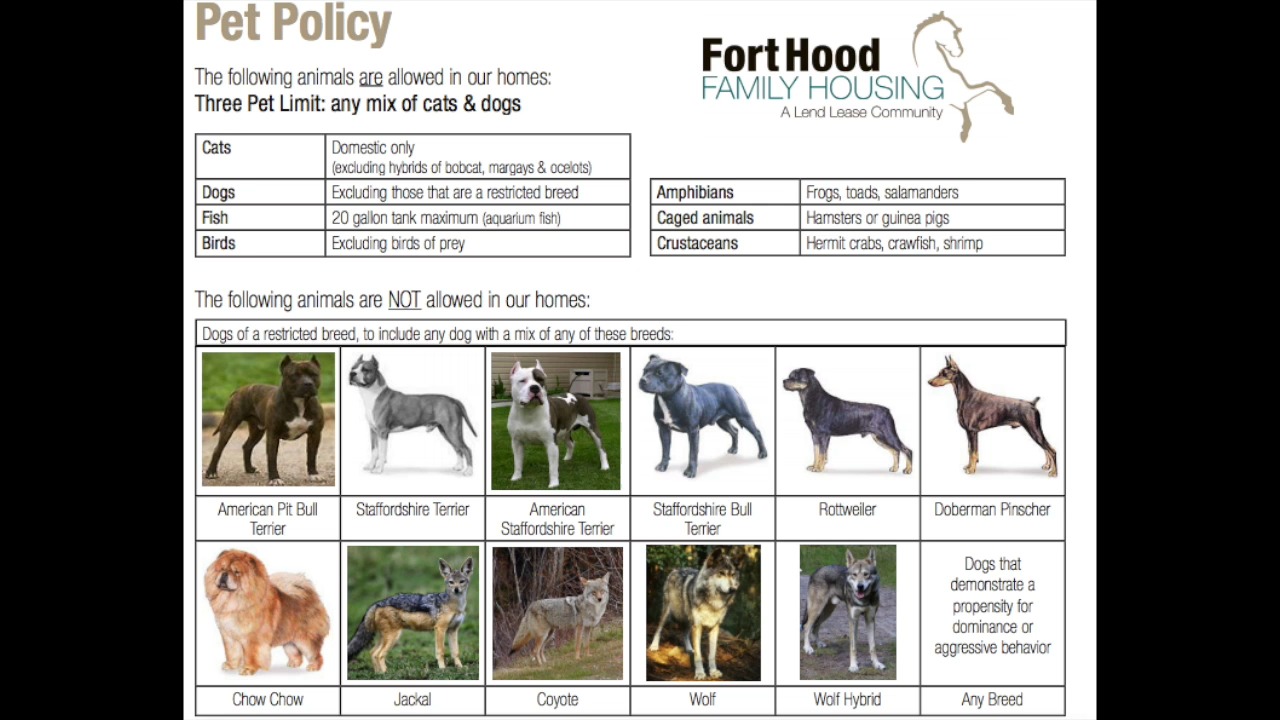 Pet Policy
Fort Hood
FAMILY HOUSING
A Lend Lease Community
The following animals are allowed in our homes:
Three Pet Limit: any mix of cats & dogs
Cats
Domestic only
(excluding hybrids of bobcat, margays & ocelots)
Dogs
Excluding those that are a restricted breed
Fish
20 gallon tank maximum (aquarium fish)
Birds
Excluding birds of prey
Amphibians
Frogs, toads, salamanders
Caged animals
Hamsters or guinea pigs
Crustaceans
Hermit crabs, crawfish, shrimp
The following animals are NOT allowed in our homes:
Dogs of a restricted breed, to include any dog with a mix of any of these breeds:
American Pit Bull
Terrier
Staffordshire Terrier
American
Staffordshire Terrier
Staffordshire Bull
Terrier
Rottweiler
Doberman Pinscher
Dogs that
demonstrate a
propensity for
dominance or
aggressive behavior
Chow Chow
Jackal
Coyote
Wolf
Wolf Hybrid
Any Breed